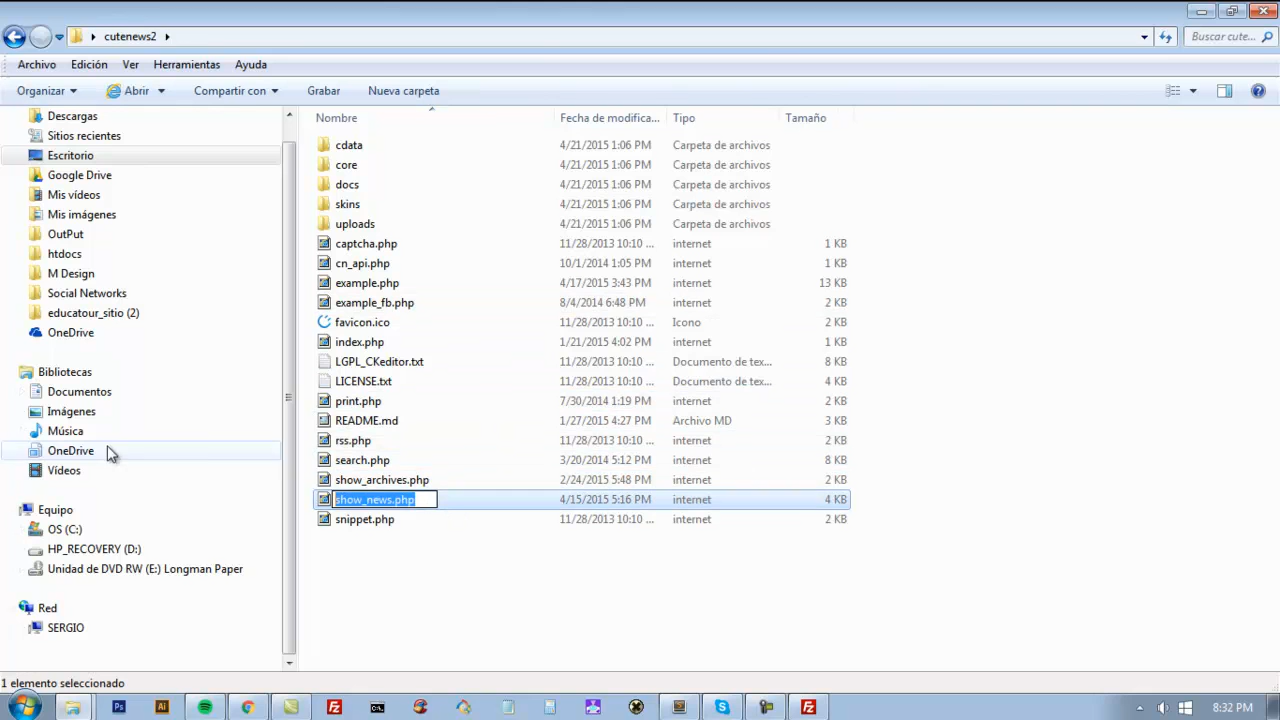 cutenews2
Buscar cute...
Archivo Edición Ver Herramientas Ayuda
Organizar Abrir Compartir con Grabar Nueva carpeta
Descargas
Sitios recientes
Escritorio
Google Drive
Mis vídeos
Mis imágenes
OutPut
htdocs
M Design
Social Networks
educatour_sitio (2)
OneDrive
Bibliotecas
Documentos
Imágenes
Música
OneDrive
Vídeos
Equipo
OS (C:)
HP_RECOVERY (D:)
Unidad de DVD RW (E:) Longman Paper
Red
SERGIO
Nombre Fecha de modifica... Tipo Tamaño
cdata 4/21/2015 1:06 PM Carpeta de archivos
core 4/21/2015 1:06 PM Carpeta de archivos
docs 4/21/2015 1:06 PM Carpeta de archivos
skins 4/21/2015 1:06 PM Carpeta de archivos
uploads 4/21/2015 1:06 PM Carpeta de archivos
captcha.php 11/28/2013 10:10 ... internet 1 KB
cn_api.php 10/1/2014 1:05 PM internet 1 KB
example.php 4/17/2015 3:43 PM internet 13 KB
example_fb.php 8/4/2014 6:48 PM internet 2 KB
favicon.ico 11/28/2013 10:10 ... Icono 2 KB
index.php 1/21/2015 4:02 PM internet 1 KB
LGPL_CKeditor.txt 11/28/2013 10:10 ... Documento de tex... 8 KB
LICENSE.txt 11/28/2013 10:10 ... Documento de tex... 4 KB
print.php 7/30/2014 1:19 PM internet 2 KB
README.md 1/27/2015 4:27 PM Archivo MD 3 KB
rss.php 11/28/2013 10:10 ... internet 2 KB
search.php 3/20/2014 5:12 PM internet 8 KB
show_archives.php 2/24/2015 5:48 PM internet 2 KB
show_news.php 4/15/2015 5:16 PM internet 4 KB
snippet.php 11/28/2013 10:10 ... internet 2 KB
1 elemento seleccionado
Ps Ai Fz Fz
8:32 PM